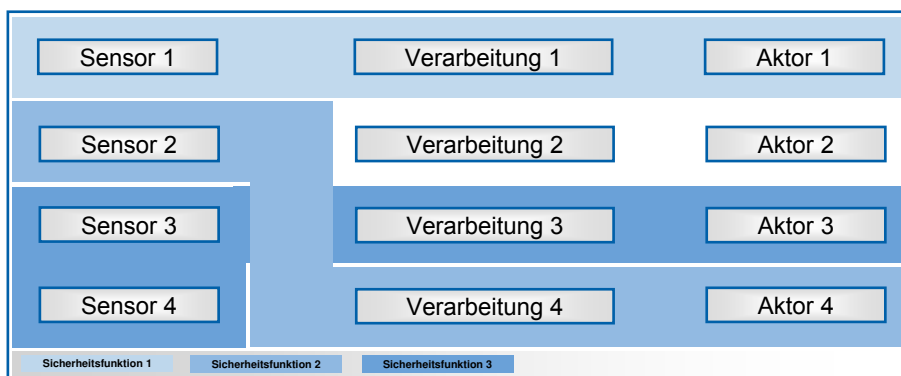 Sensor 1 Verarbeitung 1 Aktor 1
Sensor 2 Verarbeitung 2 Aktor 2
Sensor 3 Verarbeitung 3 Aktor 3
Sensor 4 Verarbeitung 4 Aktor 4
Sicherheitsfunktion 1 Sicherheitsfunktion 2 Sicherheitsfunktion 3